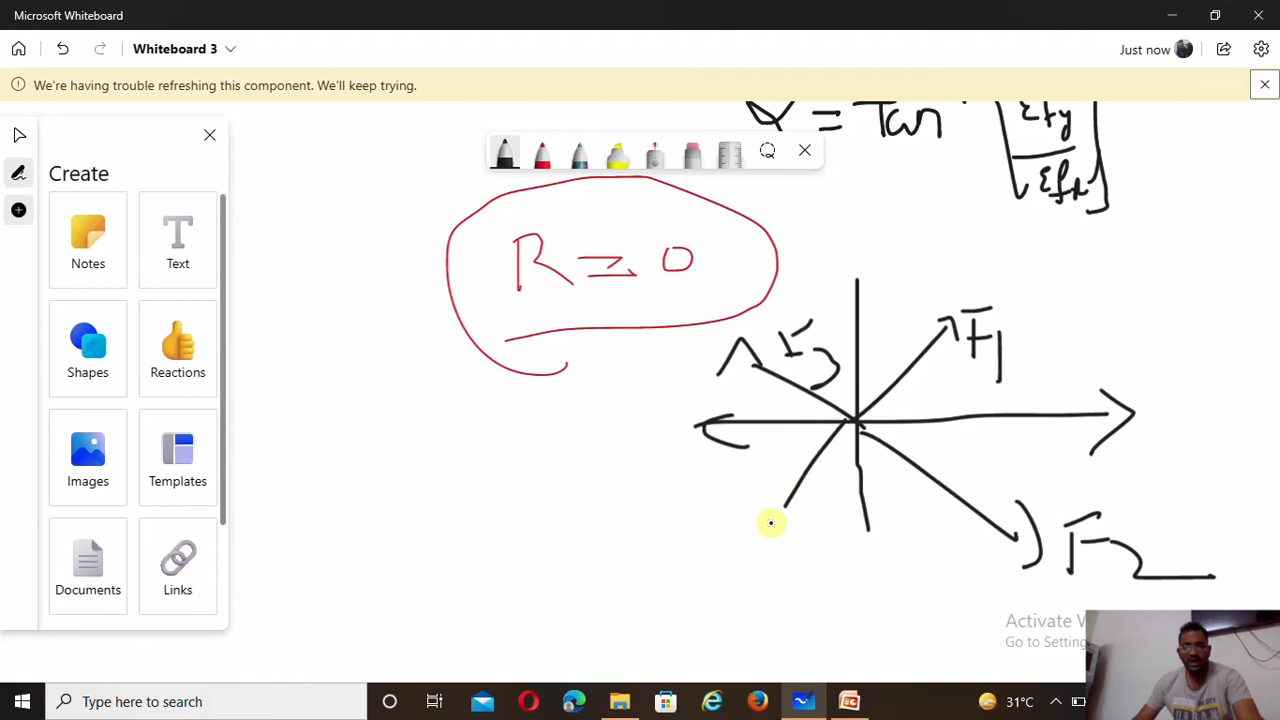 Microsoft Whiteboard
Whiteboard 3
Just now
We're having trouble refreshing this component. We'll keep trying.
Create
Notes
Text
Shapes
Reactions
Images
Templates
Documents
Links
α = Tan⁻ [Σfy / Σfx]
R = 0
F3
F1
F2
Activate W
Go to Setting
URBAN
Type here to search
31°C